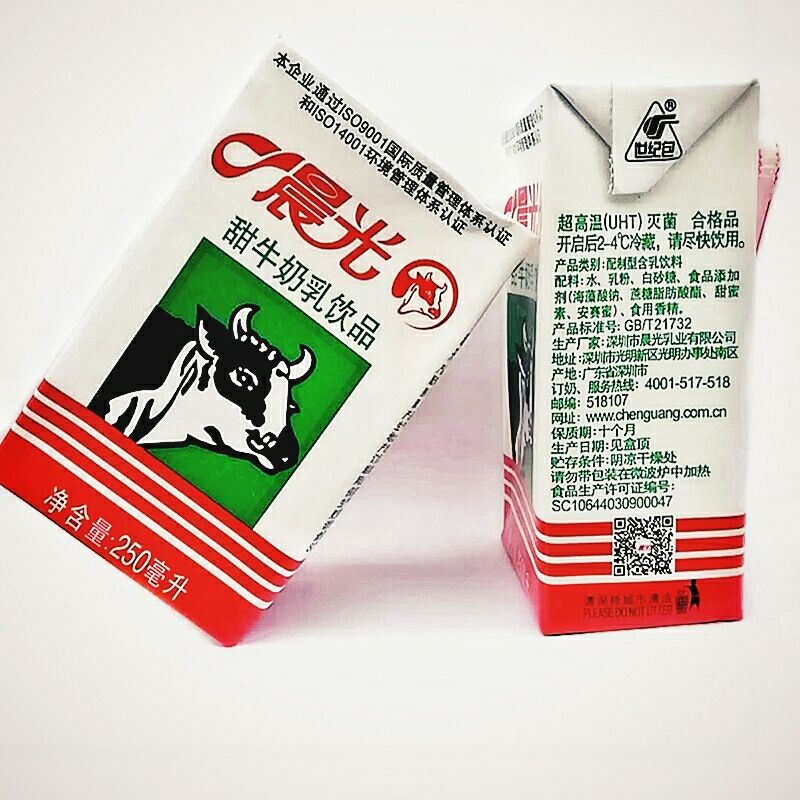 本企业通过ISO9001国际质量管理体系认证
和ISO14001环境管理体系认证
晨光
甜牛奶乳饮品
净含量:250毫升
®
世纪包
超高温(UHT) 灭菌 合格品
开启后2-4℃冷藏，请尽快饮用。
产品类别: 配制型含乳饮料
配料: 水、乳粉、白砂糖、食品添加
剂(海藻酸钠、蔗糖脂肪酸酯、甜蜜
素、安赛蜜)、食用香精。
产品标准号: GB/T21732
生产厂家: 深圳市晨光乳业有限公司
地址: 深圳市光明新区光明办事处南区
产地: 广东省深圳市
订奶、服务热线: 4001-517-518
邮编: 518107
网址: www.chenguang.com.cn
保质期: 十个月
生产日期: 见盒顶
贮存条件: 阴凉干燥处
请勿带包装在微波炉中加热
食品生产许可证编号:
SC10644030900047
请保持城市清洁
PLEASE DO NOT LITTER